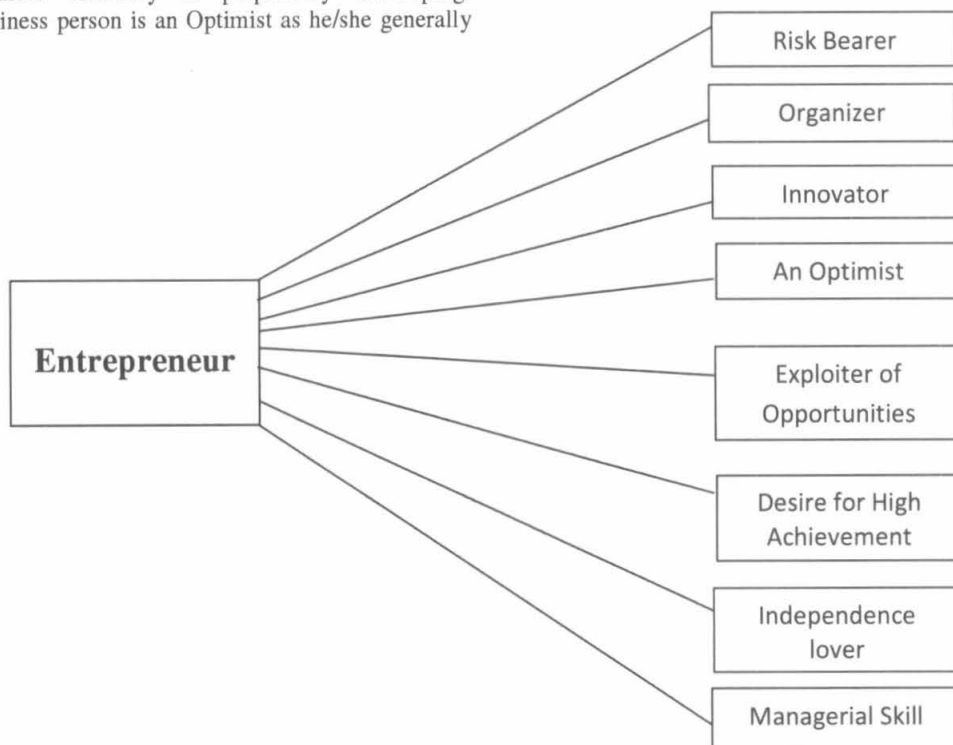 iness person is an Optimist as he/she generally
Risk Bearer
Organizer
Innovator
An Optimist
Entrepreneur
Exploiter of
Opportunities
Desire for High
Achievement
Independence
lover
Managerial Skill